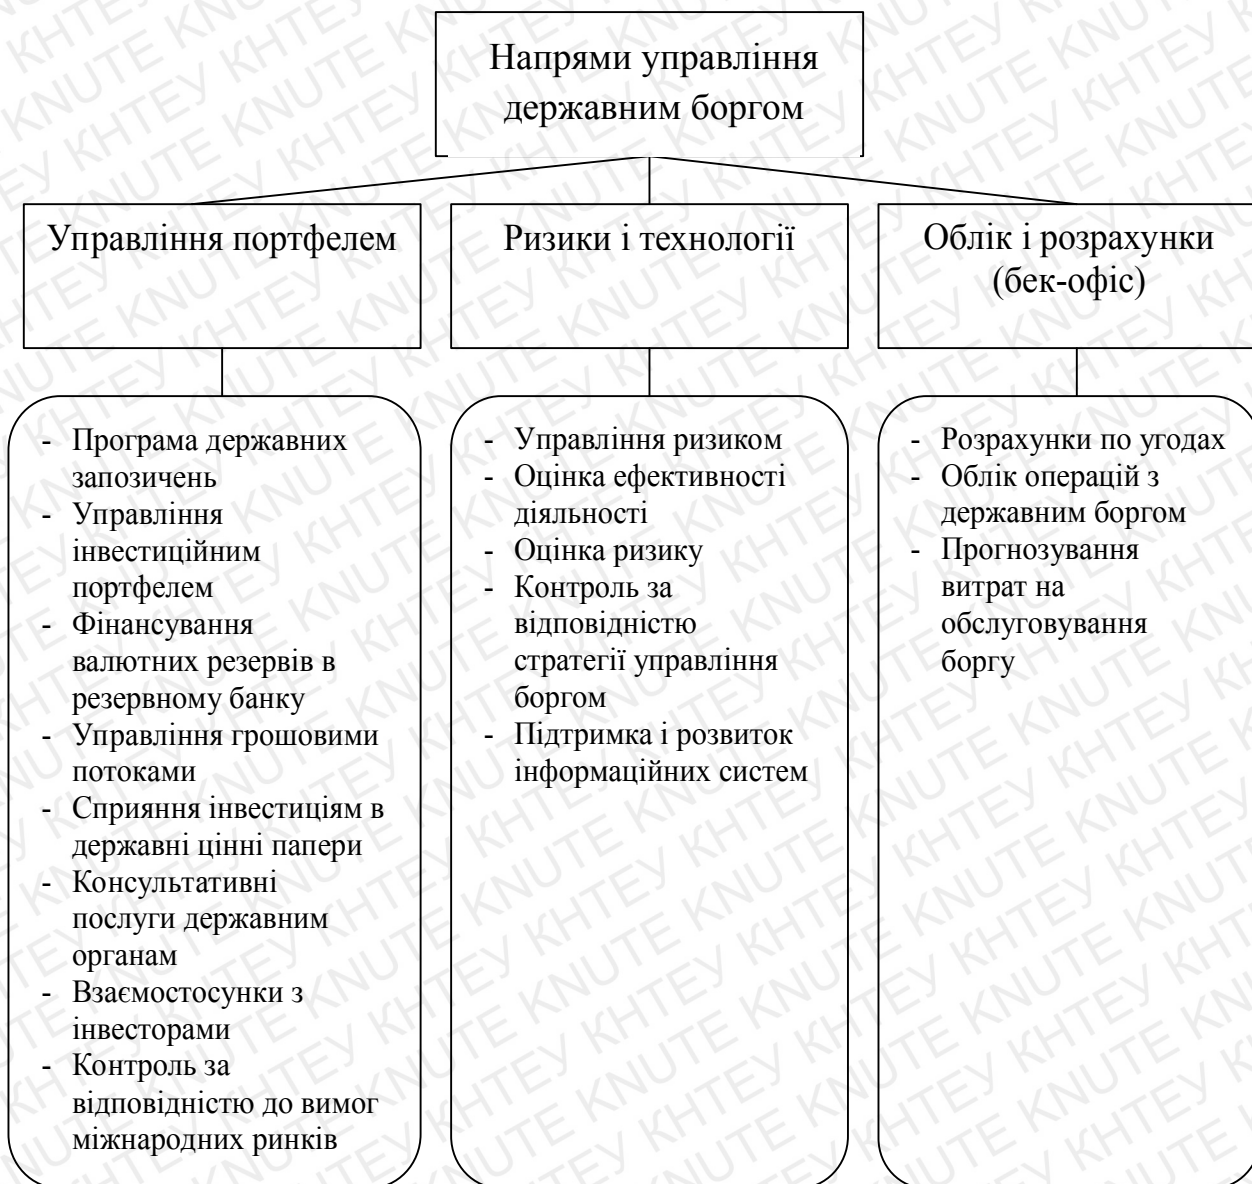 Напрями управління
державним боргом
Управління портфелем
Ризики і технології
Облік і розрахунки
(бек-офіс)
- Програма державних
запозичень
- Управління
інвестиційним
портфелем
- Фінансування
валютних резервів в
резервному банку
- Управління грошовими
потоками
- Сприяння інвестиціям в
державні цінні папери
- Консультативні
послуги державним
органам
- Взаємостосунки з
інвесторами
- Контроль за
відповідністю до вимог
міжнародних ринків
- Управління ризиком
- Оцінка ефективності
діяльності
- Оцінка ризику
- Контроль за
відповідністю
стратегії управління
боргом
- Підтримка і розвиток
інформаційних систем
- Розрахунки по угодах
- Облік операцій з
державним боргом
- Прогнозування
витрат на
обслуговування
боргу